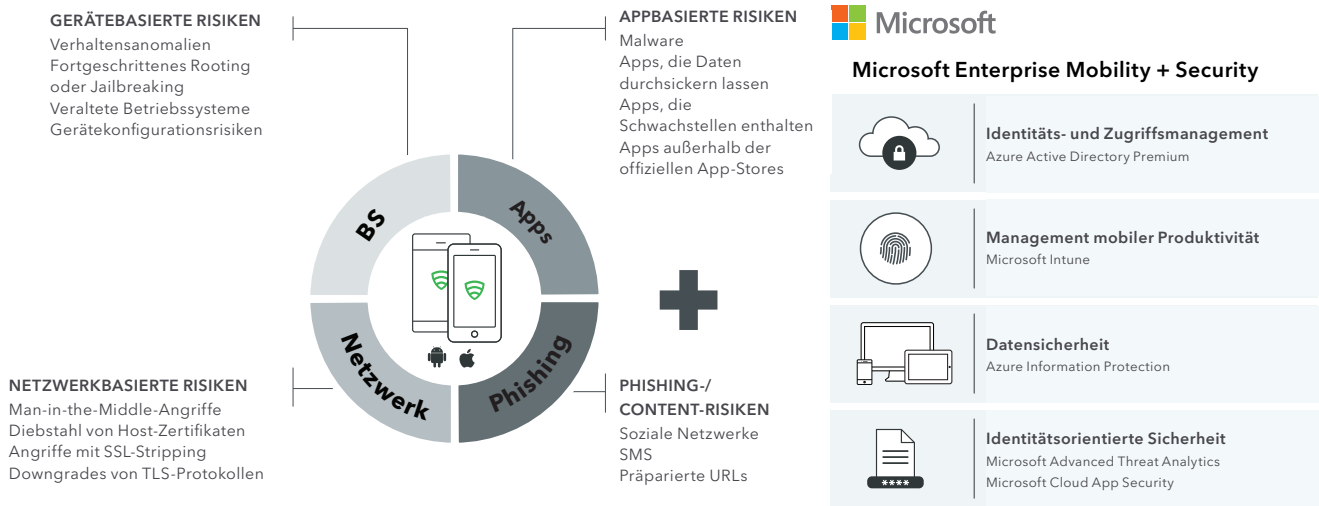 GERÄTEBASIERTE RISIKEN
Verhaltensanomalien
Fortgeschrittenes Rooting
oder Jailbreaking
Veraltete Betriebssysteme
Gerätekonfigurationsrisiken
APPBASIERTE RISIKEN
Malware
Apps, die Daten
durchsickern lassen
Apps, die
Schwachstellen enthalten
Apps außerhalb der
offiziellen App-Stores
BS
Apps
Netzwerk
Phishing
NETZWERKBASIERTE RISIKEN
Man-in-the-Middle-Angriffe
Diebstahl von Host-Zertifikaten
Angriffe mit SSL-Stripping
Downgrades von TLS-Protokollen
PHISHING-/
CONTENT-RISIKEN
Soziale Netzwerke
SMS
Präparierte URLs
Microsoft
Microsoft Enterprise Mobility + Security
Identitäts- und Zugriffsmanagement
Azure Active Directory Premium
Management mobiler Produktivität
Microsoft Intune
Datensicherheit
Azure Information Protection
Identitätsorientierte Sicherheit
Microsoft Advanced Threat Analytics
Microsoft Cloud App Security
****